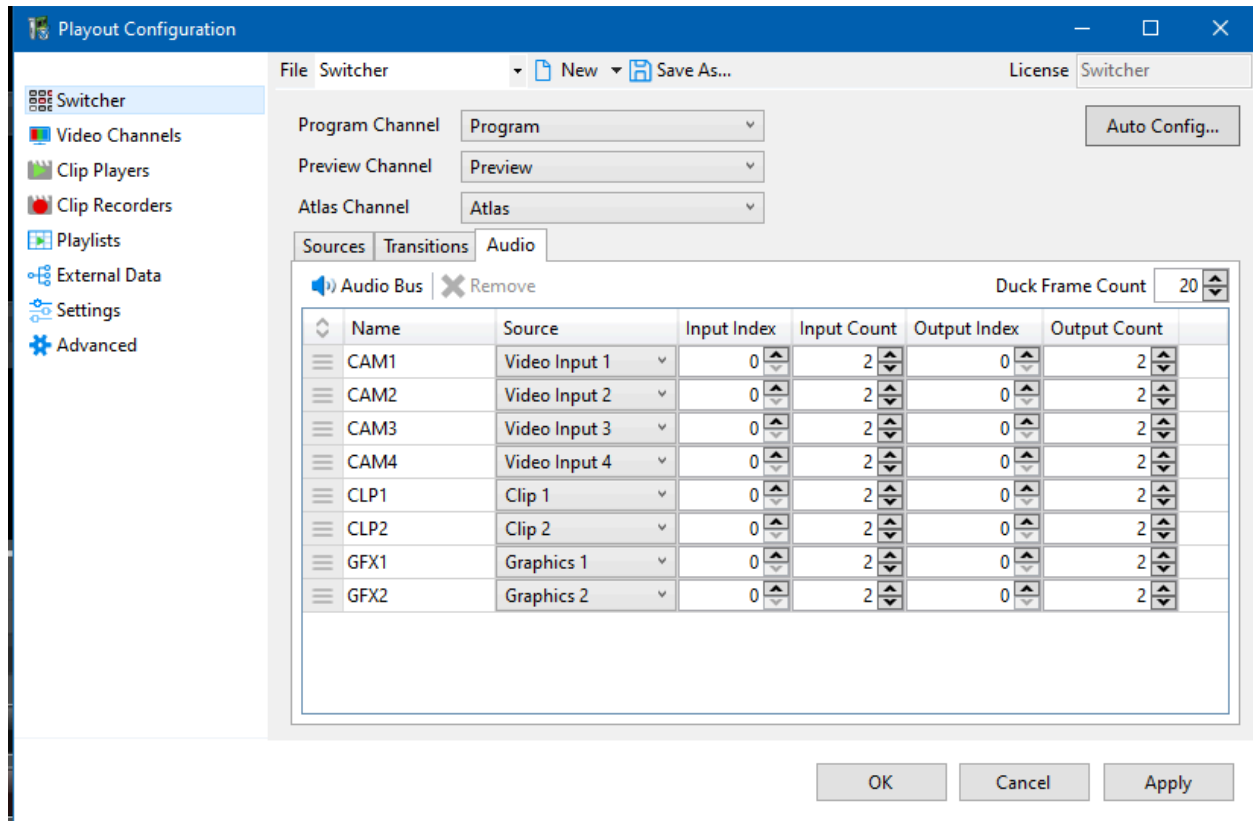 Playout Configuration
File Switcher New Save As... License Switcher
Switcher
Video Channels
Clip Players
Clip Recorders
Playlists
External Data
Settings
Advanced
Program Channel Program Auto Config...
Preview Channel Preview
Atlas Channel Atlas
Sources Transitions Audio
Audio Bus Remove Duck Frame Count 20
Name Source Input Index Input Count Output Index Output Count
CAM1 Video Input 1 0 2 0 2
CAM2 Video Input 2 0 2 0 2
CAM3 Video Input 3 0 2 0 2
CAM4 Video Input 4 0 2 0 2
CLP1 Clip 1 0 2 0 2
CLP2 Clip 2 0 2 0 2
GFX1 Graphics 1 0 2 0 2
GFX2 Graphics 2 0 2 0 2
OK Cancel Apply